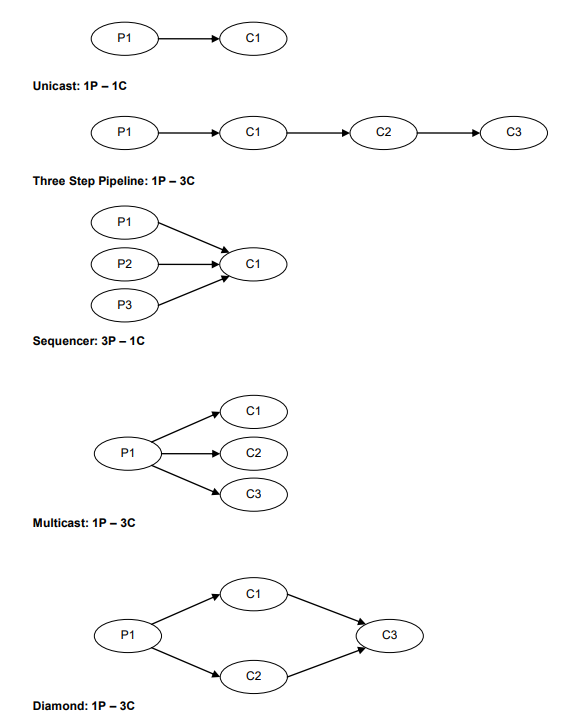 P1 C1
Unicast: 1P – 1C
P1 C1 C2 C3
Three Step Pipeline: 1P – 3C
P1
P2 C1
P3
Sequencer: 3P – 1C
C1
P1 C2
C3
Multicast: 1P – 3C
C1
P1 C3
C2
Diamond: 1P – 3C